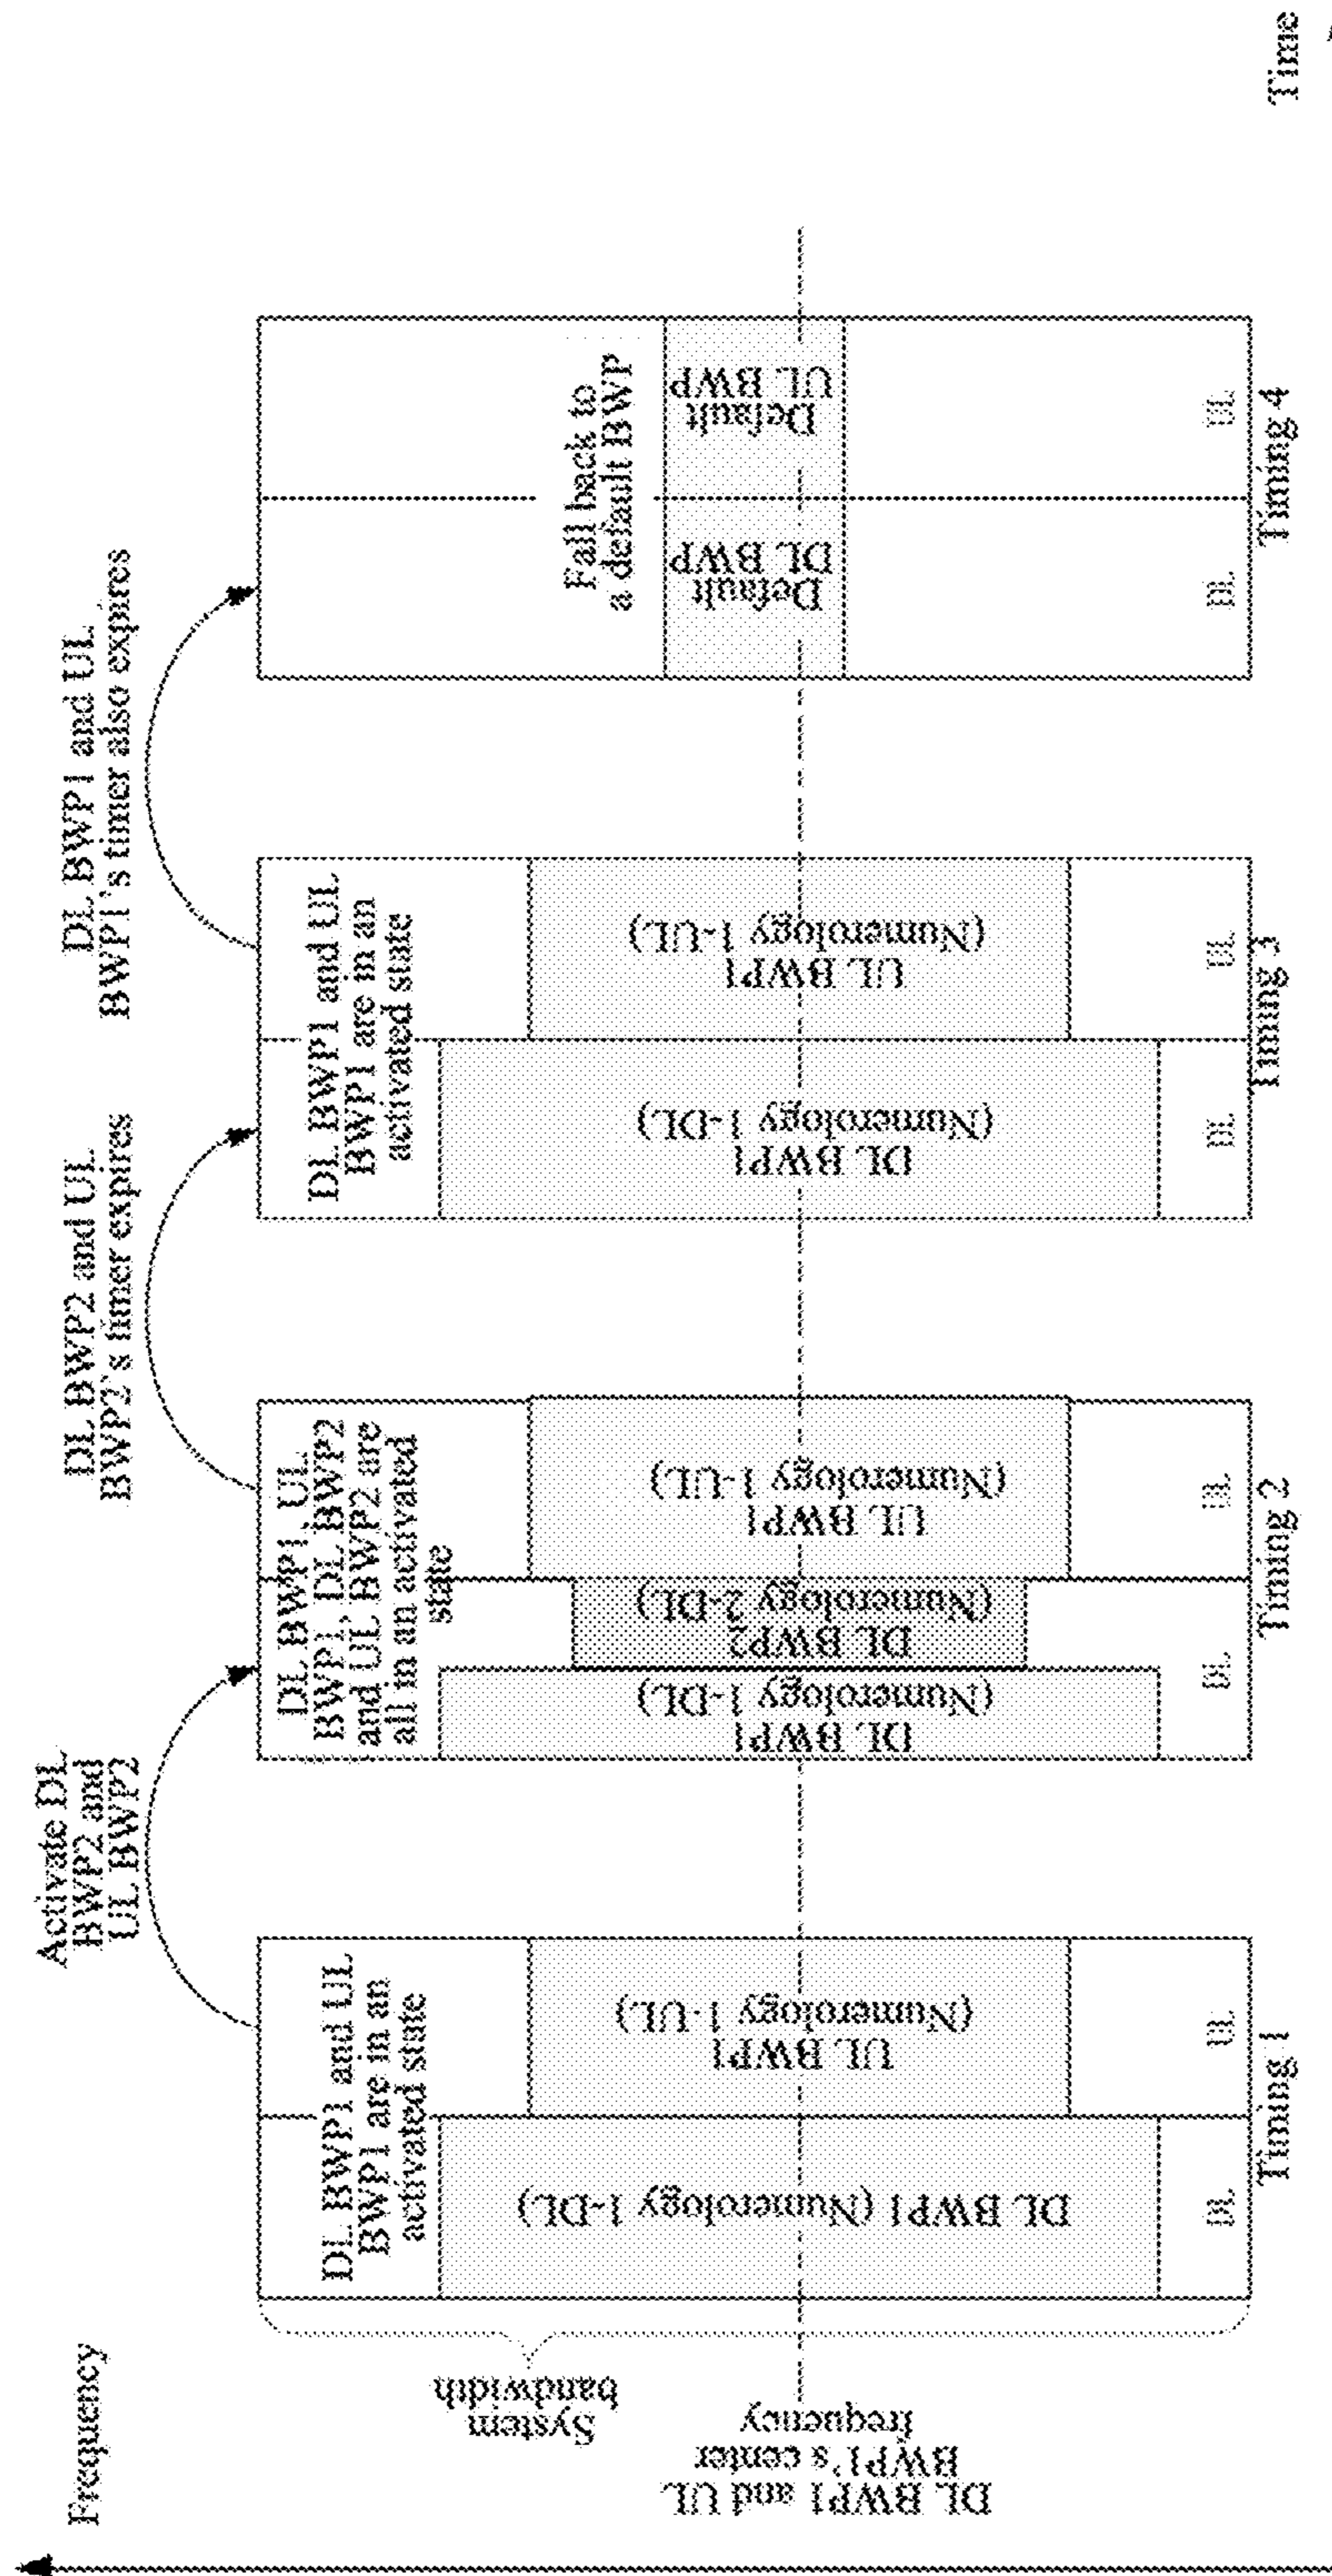 Frequency
System
bandwidth
DL BWP1 and UL
BWP1's center
frequency
DL BWP1 and UL
BWP1 are in an
activated state
DL BWP1 (Numerology 1-DL)
UL BWP1
(Numerology 1-UL)
DL
UL
Timing 1
Activate DL
BWP2 and
UL BWP2
DL BWP1, UL
BWP1, DL BWP2
and UL BWP2 are
all in an activated
state
DL BWP1
(Numerology 1-DL)
DL BWP2
(Numerology 2-DL)
UL BWP1
(Numerology 1-UL)
DL
UL
Timing 2
DL BWP2 and UL
BWP2's timer expires
DL BWP1 and UL
BWP1 are in an
activated state
DL BWP1
(Numerology 1-DL)
UL BWP1
(Numerology 1-UL)
DL
UL
Timing 3
DL BWP1 and UL
BWP1's timer also expires
Fall back to
a default BWP
Default
DL BWP
Default
UL BWP
DL
UL
Timing 4
Time